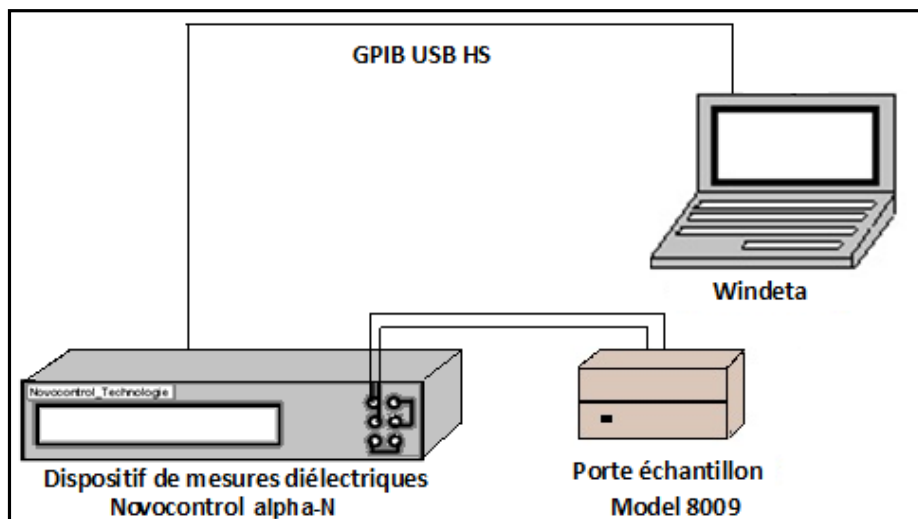 GPIB USB HS
Windeta
Novocontrol_Technologie
Dispositif de mesures diélectriques
Novocontrol alpha-N
Porte échantillon
Model 8009